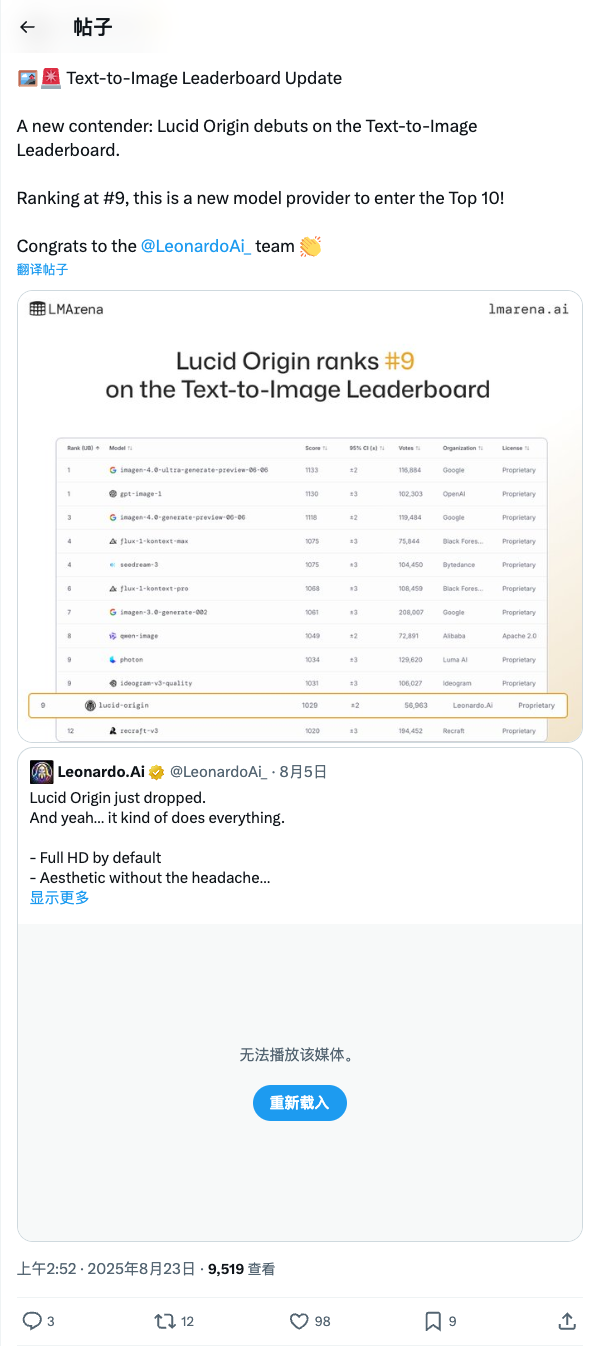 帖子
Text-to-Image Leaderboard Update
A new contender: Lucid Origin debuts on the Text-to-Image
Leaderboard.
Ranking at #9, this is a new model provider to enter the Top 10!
Congrats to the @LeonardoAi_ team
翻译帖子
LMArena lmarena.ai
Lucid Origin ranks #9
on the Text-to-Image Leaderboard
Rank (UB) Model Score 95% CI (±) Votes Organization License
1 imagen-4.0-ultra-generate-preview-06-06 1133 ±2 116,884 Google Proprietary
1 gpt-image-1 1130 ±3 102,303 OpenAI Proprietary
3 imagen-4.0-generate-preview-06-06 1118 ±2 119,484 Google Proprietary
4 flux-1-kontext-max 1075 ±3 75,844 Black Fores... Proprietary
4 seedream-3 1075 ±3 104,450 Bytedance Proprietary
6 flux-1-kontext-pro 1068 ±3 108,459 Black Fores... Proprietary
7 imagen-3.0-generate-002 1061 ±3 208,907 Google Proprietary
8 qwen-image 1049 ±2 72,891 Alibaba Apache 2.0
9 photon 1034 ±3 129,620 Luma AI Proprietary
9 ideogram-v3-quality 1031 ±3 106,027 Ideogram Proprietary
9 lucid-origin 1029 ±2 56,963 Leonardo.Ai Proprietary
12 recraft-v3 1020 ±3 194,452 Recraft Proprietary
Leonardo.Ai @LeonardoAi_ · 8月5日
Lucid Origin just dropped.
And yeah... it kind of does everything.
- Full HD by default
- Aesthetic without the headache...
显示更多
无法播放该媒体。
重新载入
上午2:52 · 2025年8月23日 · 9,519 查看
3 12 98 9